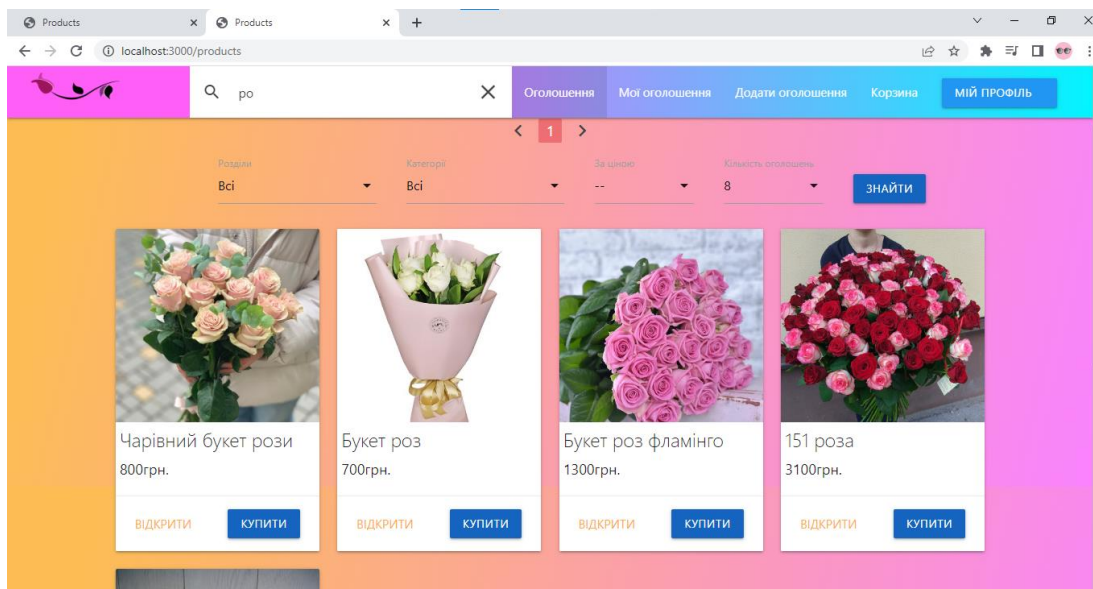 Products
Products
localhost:3000/products
ро
Оголошення
Мої оголошення
Додати оголошення
Корзина
МІЙ ПРОФІЛЬ
1
Розділи
Категорії
За ціною
Кількість оголошень
Всі
Всі
--
8
ЗНАЙТИ
Чарівний букет рози
800грн.
ВІДКРИТИ
КУПИТИ
Букет роз
700грн.
ВІДКРИТИ
КУПИТИ
Букет роз фламінго
1300грн.
ВІДКРИТИ
КУПИТИ
151 роза
3100грн.
ВІДКРИТИ
КУПИТИ